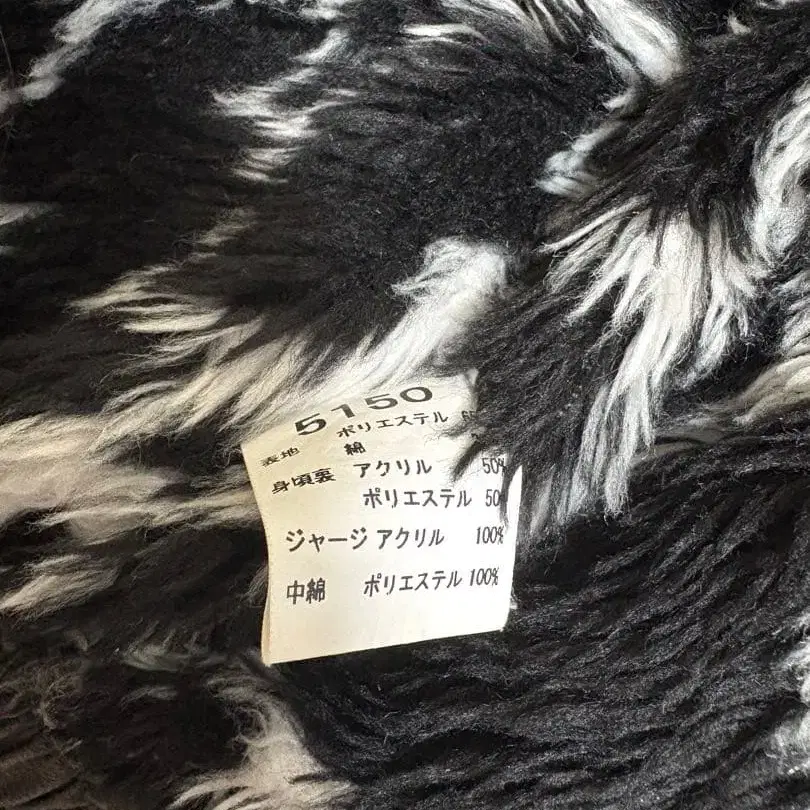 5150
表地 ポリエステル
綿
身頃裏 アクリル 50%
ポリエステル 50%
ジャージ アクリル 100%
中綿 ポリエステル 100%